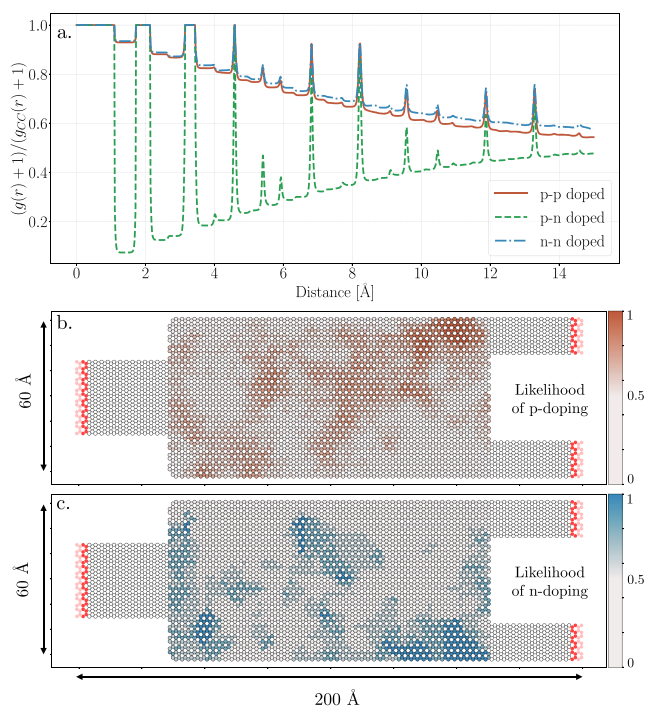 a.
(g(r) + 1)/(g_{CC}(r) + 1)
1.0
0.8
0.6
0.4
0.2
p-p doped
p-n doped
n-n doped
0 2 4 6 8 10 12 14
Distance [Å]
b.
60 Å
Likelihood
of p-doping
1
0.5
0
c.
60 Å
Likelihood
of n-doping
1
0.5
0
200 Å